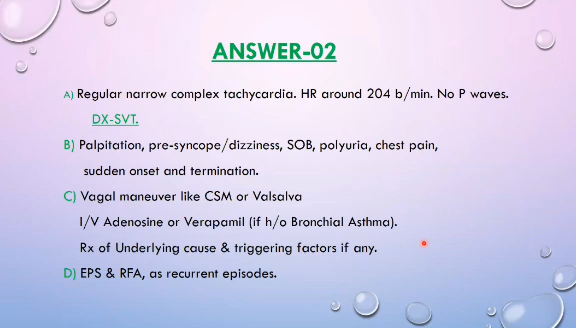 ANSWER-02
A) Regular narrow complex tachycardia. HR around 204 b/min. No P waves.
DX-SVT.
B) Palpitation, pre-syncope/dizziness, SOB, polyuria, chest pain,
sudden onset and termination.
C) Vagal maneuver like CSM or Valsalva
I/V Adenosine or Verapamil (if h/o Bronchial Asthma).
Rx of Underlying cause & triggering factors if any.
D) EPS & RFA, as recurrent episodes.